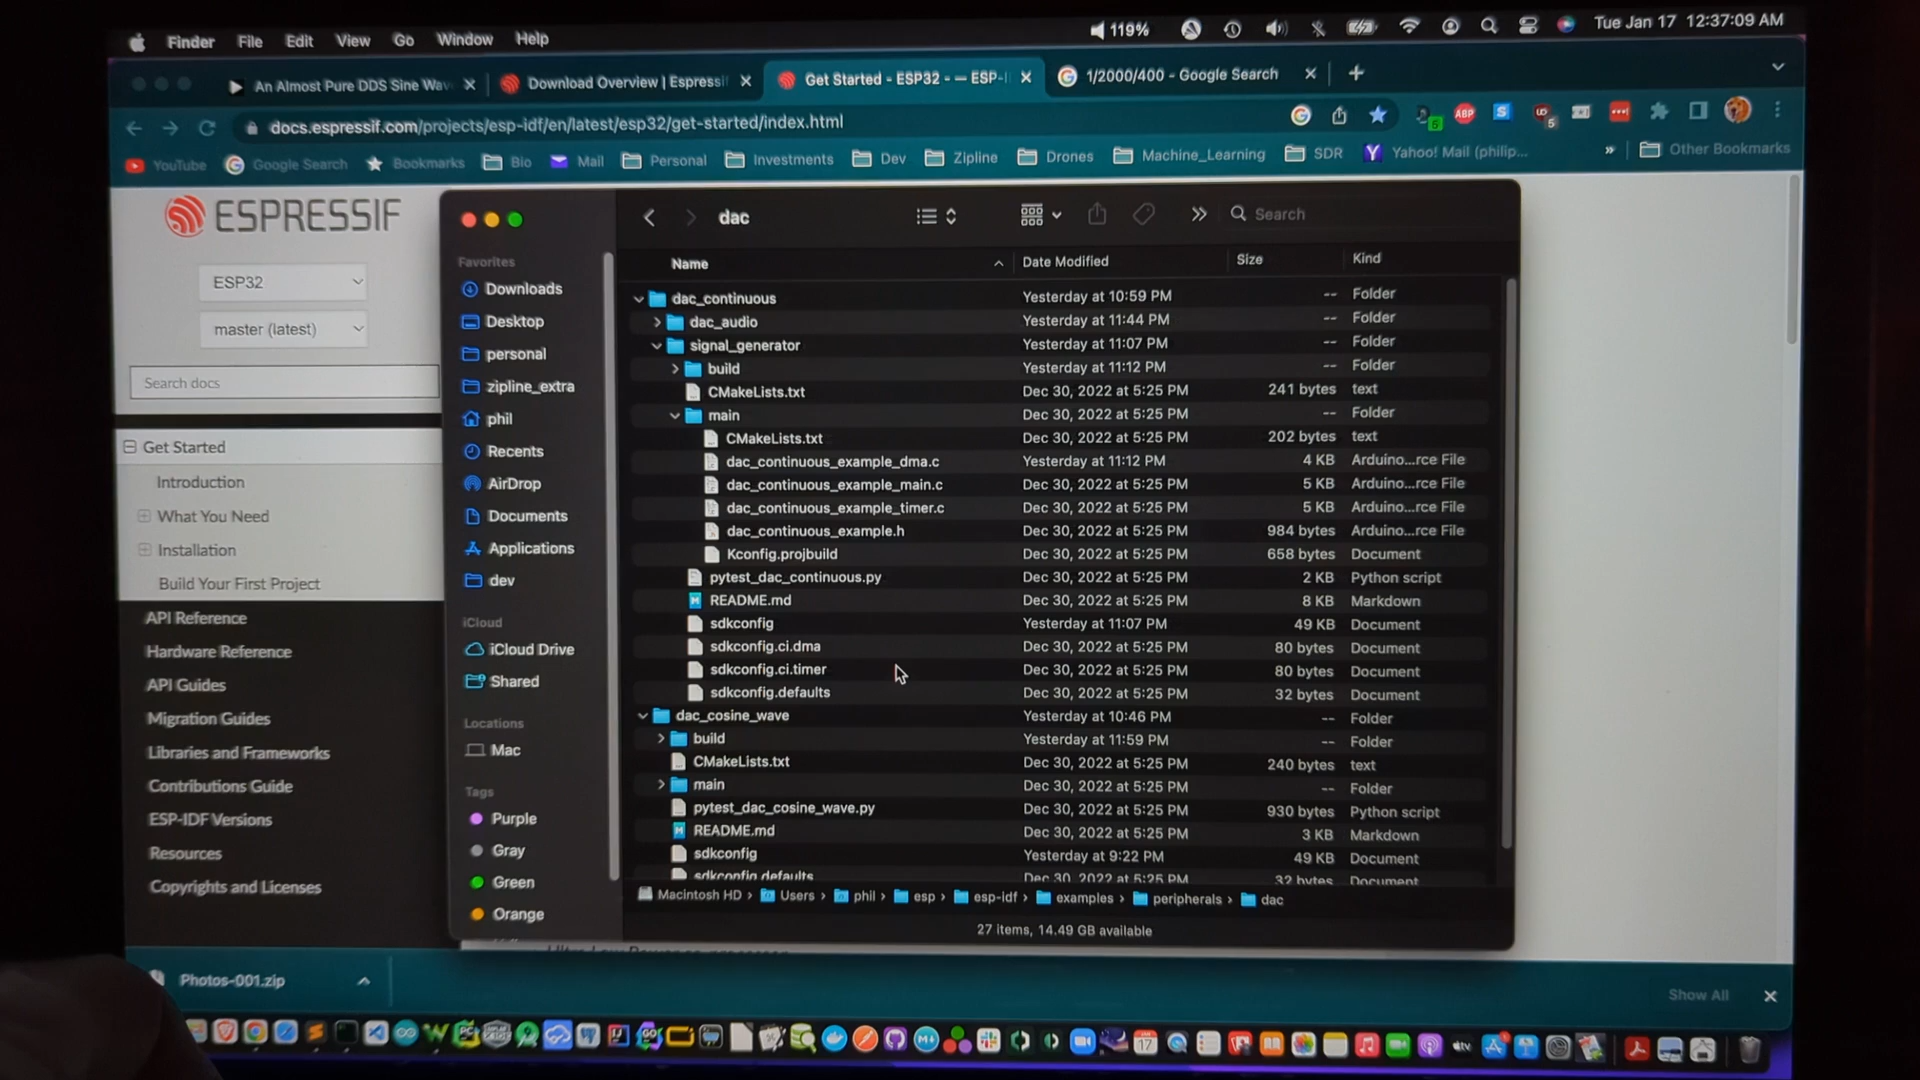 Finder File Edit View Go Window Help 119% Tue Jan 17 12:37:09 AM
An Almost Pure DDS Sine Wav Download Overview | Espressif Get Started - ESP32 - — ESP-I 1/2000/400 - Google Search
docs.espressif.com/projects/esp-idf/en/latest/esp32/get-started/index.html
YouTube Google Search Bookmarks Bio Mail Personal Investments Dev Zipline Drones Machine_Learning SDR Yahoo! Mail (philip... Other Bookmarks
ESPRESSIF
ESP32
master (latest)
Search docs
Get Started
Introduction
What You Need
Installation
Build Your First Project
API Reference
Hardware Reference
API Guides
Migration Guides
Libraries and Frameworks
Contributions Guide
ESP-IDF Versions
Resources
Copyrights and Licenses
dac
Search
Favorites
Downloads
Desktop
personal
zipline_extra
phil
Recents
AirDrop
Documents
Applications
dev
iCloud
iCloud Drive
Shared
Locations
Mac
Tags
Purple
Gray
Green
Orange
Name Date Modified Size Kind
dac_continuous Yesterday at 10:59 PM -- Folder
dac_audio Yesterday at 11:44 PM -- Folder
signal_generator Yesterday at 11:07 PM -- Folder
build Yesterday at 11:12 PM -- Folder
CMakeLists.txt Dec 30, 2022 at 5:25 PM 241 bytes text
main Dec 30, 2022 at 5:25 PM -- Folder
CMakeLists.txt Dec 30, 2022 at 5:25 PM 202 bytes text
dac_continuous_example_dma.c Yesterday at 11:12 PM 4 KB Arduino...rce File
dac_continuous_example_main.c Dec 30, 2022 at 5:25 PM 5 KB Arduino...rce File
dac_continuous_example_timer.c Dec 30, 2022 at 5:25 PM 5 KB Arduino...rce File
dac_continuous_example.h Dec 30, 2022 at 5:25 PM 984 bytes Arduino...rce File
Kconfig.projbuild Dec 30, 2022 at 5:25 PM 658 bytes Document
pytest_dac_continuous.py Dec 30, 2022 at 5:25 PM 2 KB Python script
README.md Dec 30, 2022 at 5:25 PM 8 KB Markdown
sdkconfig Yesterday at 11:07 PM 49 KB Document
sdkconfig.ci.dma Dec 30, 2022 at 5:25 PM 80 bytes Document
sdkconfig.ci.timer Dec 30, 2022 at 5:25 PM 80 bytes Document
sdkconfig.defaults Dec 30, 2022 at 5:25 PM 32 bytes Document
dac_cosine_wave Yesterday at 10:46 PM -- Folder
build Yesterday at 11:59 PM -- Folder
CMakeLists.txt Dec 30, 2022 at 5:25 PM 240 bytes text
main Dec 30, 2022 at 5:25 PM -- Folder
pytest_dac_cosine_wave.py Dec 30, 2022 at 5:25 PM 930 bytes Python script
README.md Dec 30, 2022 at 5:25 PM 3 KB Markdown
sdkconfig Yesterday at 9:22 PM 49 KB Document
sdkconfig.defaults Dec 30, 2022 at 5:25 PM 32 bytes Document
Macintosh HD › Users › phil › esp › esp-idf › examples › peripherals › dac
27 items, 14.49 GB available
Photos-001.zip
Show All